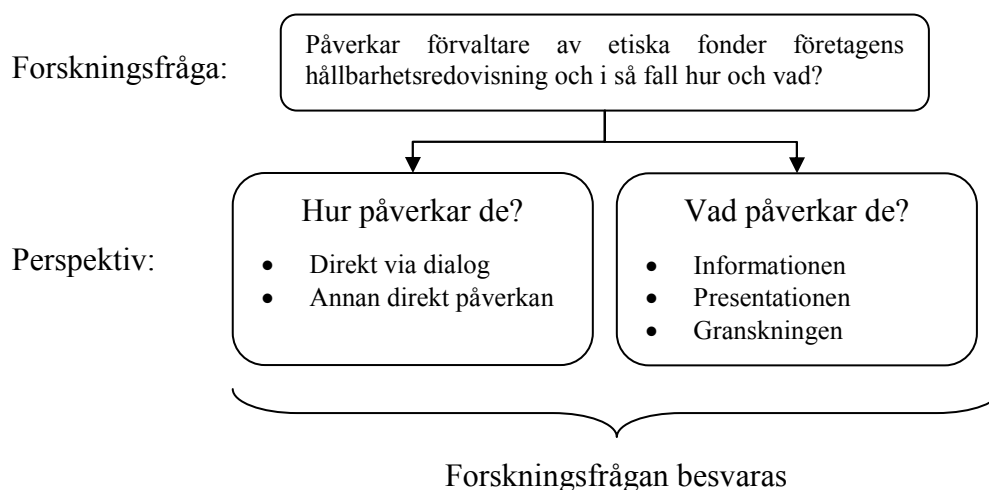 Forskningsfråga:
Påverkar förvaltare av etiska fonder företagens
hållbarhetsredovisning och i så fall hur och vad?
Perspektiv:
Hur påverkar de?
• Direkt via dialog
• Annan direkt påverkan
Vad påverkar de?
• Informationen
• Presentationen
• Granskningen
Forskningsfrågan besvaras